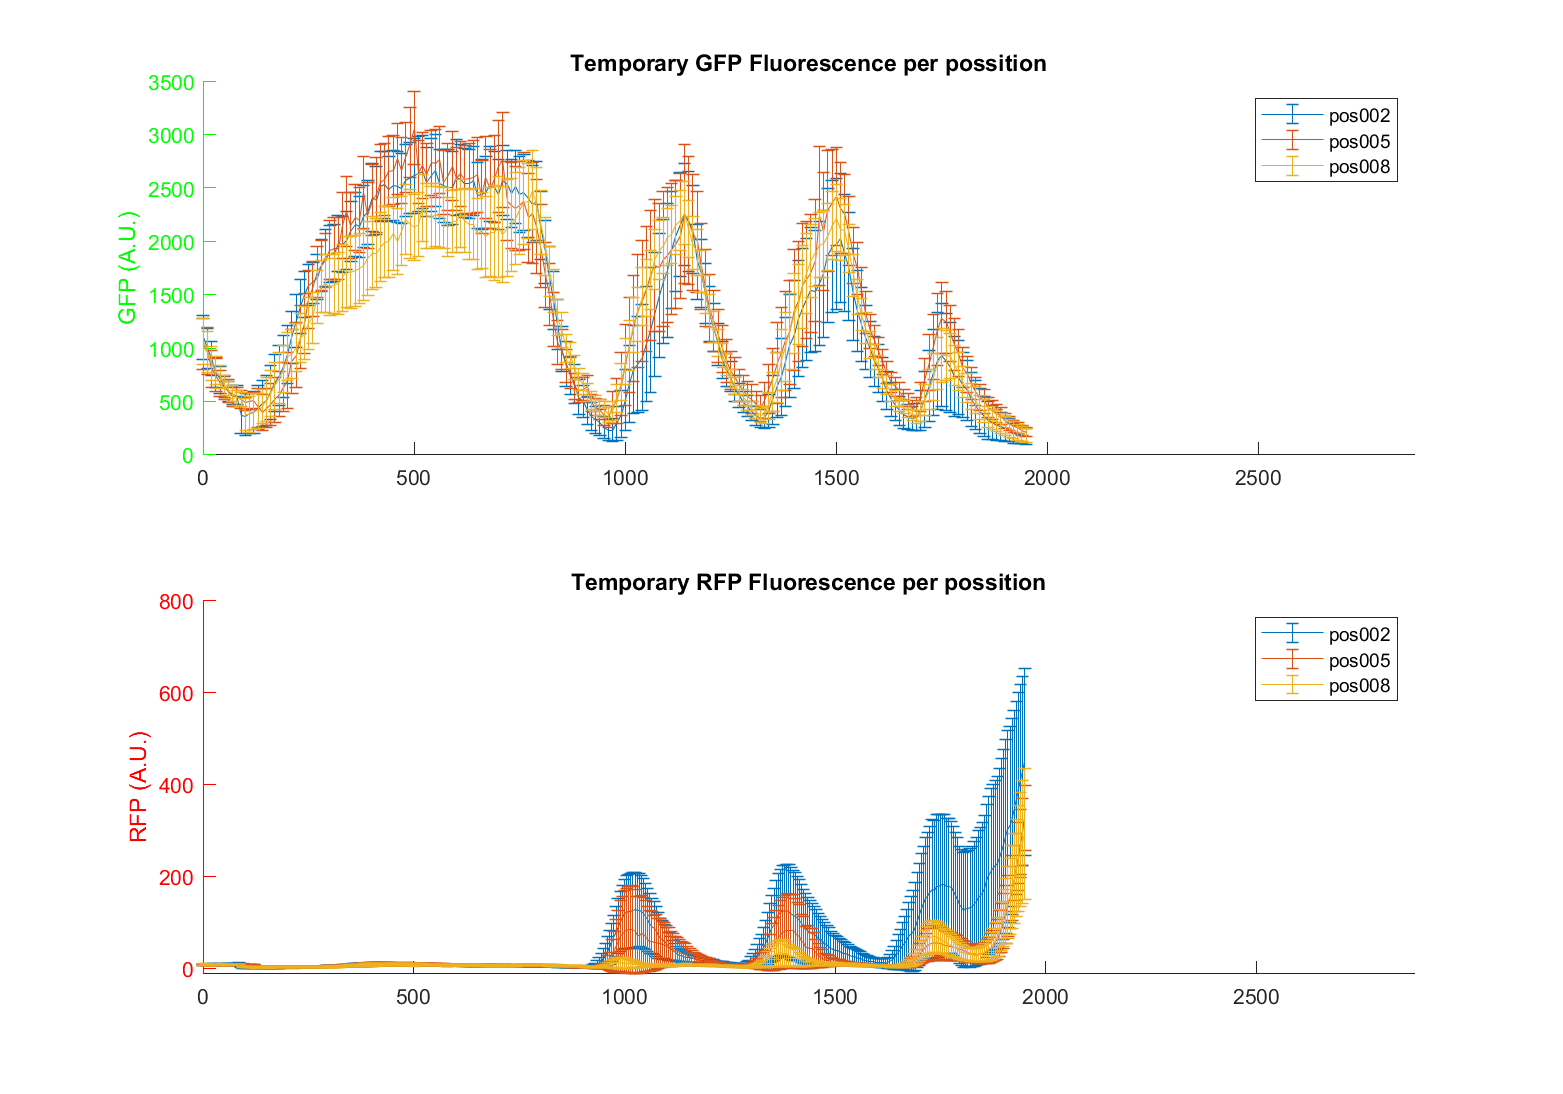 Temporary GFP Fluorescence per possition
3500
3000
2500
2000
1500
1000
500
0
GFP (A.U.)
0 500 1000 1500 2000 2500
pos002
pos005
pos008
Temporary RFP Fluorescence per possition
800
600
400
200
0
RFP (A.U.)
0 500 1000 1500 2000 2500
pos002
pos005
pos008